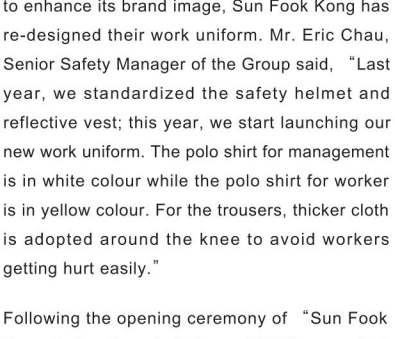 to enhance its brand image, Sun Fook Kong has
re-designed their work uniform. Mr. Eric Chau,
Senior Safety Manager of the Group said, “Last
year, we standardized the safety helmet and
reflective vest; this year, we start launching our
new work uniform. The polo shirt for management
is in white colour while the polo shirt for worker
is in yellow colour. For the trousers, thicker cloth
is adopted around the knee to avoid workers
getting hurt easily.”
Following the opening ceremony of “Sun Fook